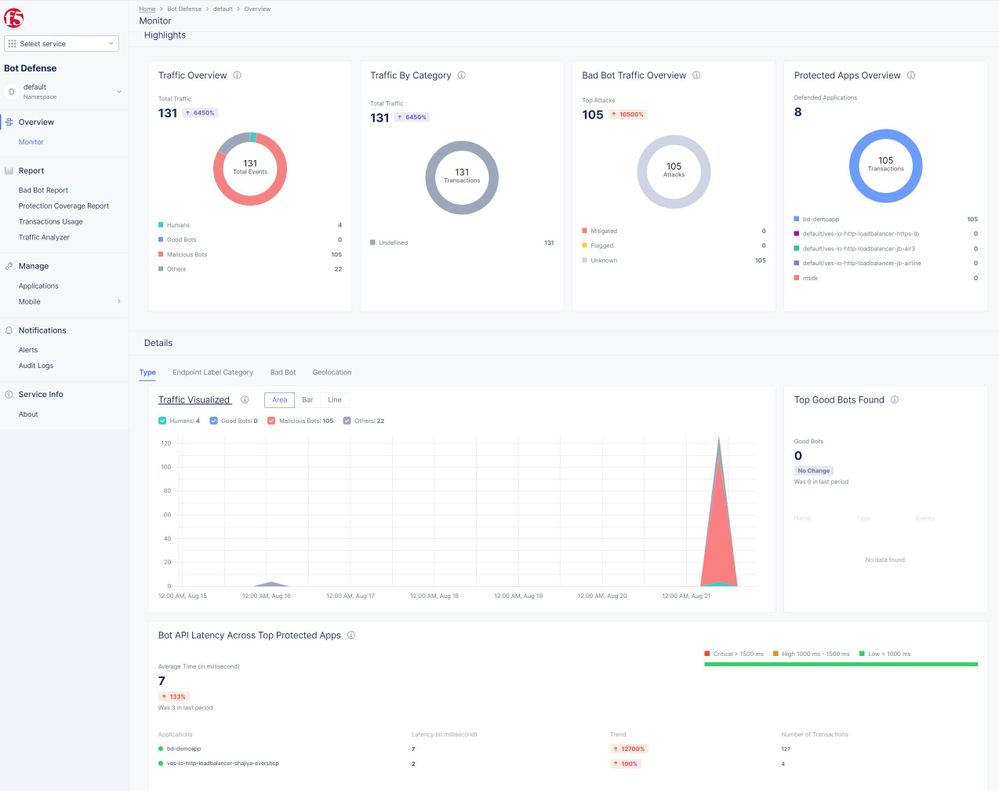 f5
Home > Bot Defense > default > Overview
Monitor
Select service
Highlights
Bot Defense
D default
Namespace
Overview
Monitor
Report
Bad Bot Report
Protection Coverage Report
Transactions Usage
Traffic Analyzer
Manage
Applications
Mobile
Notifications
Alerts
Audit Logs
Service Info
About
Traffic Overview
Total Traffic
131 ↑ 6450%
131
Total Events
Humans 4
Good Bots 0
Malicious Bots 105
Others 22
Traffic By Category
Total Traffic
131 ↑ 6450%
131
Transactions
Undefined 131
Bad Bot Traffic Overview
Top Attacks
105 ↑ 10500%
105
Attacks
Mitigated 0
Flagged 0
Unknown 105
Protected Apps Overview
Defended Applications
8
105
Transactions
bd-demoapp 105
default/ves-io-http-loadbalancer-https-lb 0
default/ves-io-http-loadbalancer-jb-air3 0
default/ves-io-http-loadbalancer-jb-airline 0
msdk 0
Details
Type Endpoint Label Category Bad Bot Geolocation
Traffic Visualized Area Bar Line
Humans: 4 Good Bots: 0 Malicious Bots: 105 Others: 22
120
100
80
60
40
20
0
12:00 AM, Aug 15 12:00 AM, Aug 16 12:00 AM, Aug 17 12:00 AM, Aug 18 12:00 AM, Aug 19 12:00 AM, Aug 20 12:00 AM, Aug 21
Top Good Bots Found
Good Bots
0
No Change
Was 0 in last period
Name Type Events
No data found.
Bot API Latency Across Top Protected Apps
Critical > 1500 ms High 1000 ms - 1500 ms Low < 1000 ms
Average Time (in millisecond)
7
↑ 133%
Was 3 in last period
Applications Latency (in millisecond) Trend Number of Transactions
bd-demoapp 7 ↑ 12700% 127
ves-io-http-loadbalancer-shajiya-evershop 2 ↑ 100% 4